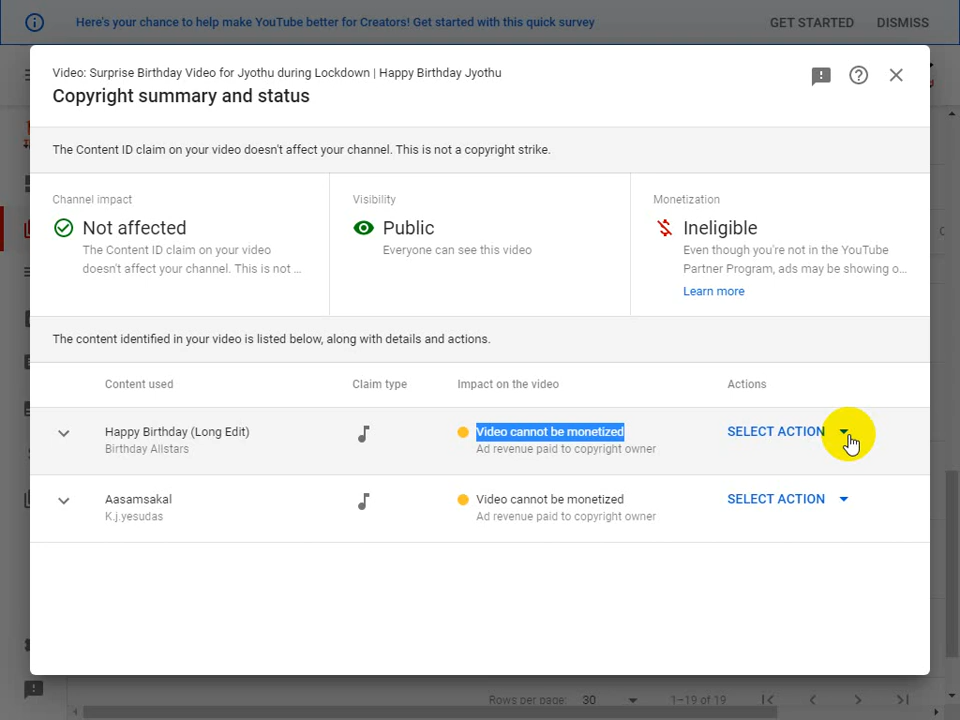 Here's your chance to help make YouTube better for Creators! Get started with this quick survey
GET STARTED
DISMISS
Video: Surprise Birthday Video for Jyothu during Lockdown | Happy Birthday Jyothu
Copyright summary and status
The Content ID claim on your video doesn't affect your channel. This is not a copyright strike.
Channel impact
Not affected
The Content ID claim on your video
doesn't affect your channel. This is not ...
Visibility
Public
Everyone can see this video
Monetization
Ineligible
Even though you're not in the YouTube
Partner Program, ads may be showing o...
Learn more
The content identified in your video is listed below, along with details and actions.
Content used
Claim type
Impact on the video
Actions
Happy Birthday (Long Edit)
Birthday Allstars
Video cannot be monetized
Ad revenue paid to copyright owner
SELECT ACTION
Aasamsakal
K.j.yesudas
Video cannot be monetized
Ad revenue paid to copyright owner
SELECT ACTION
Rows per page: 30
1–19 of 19